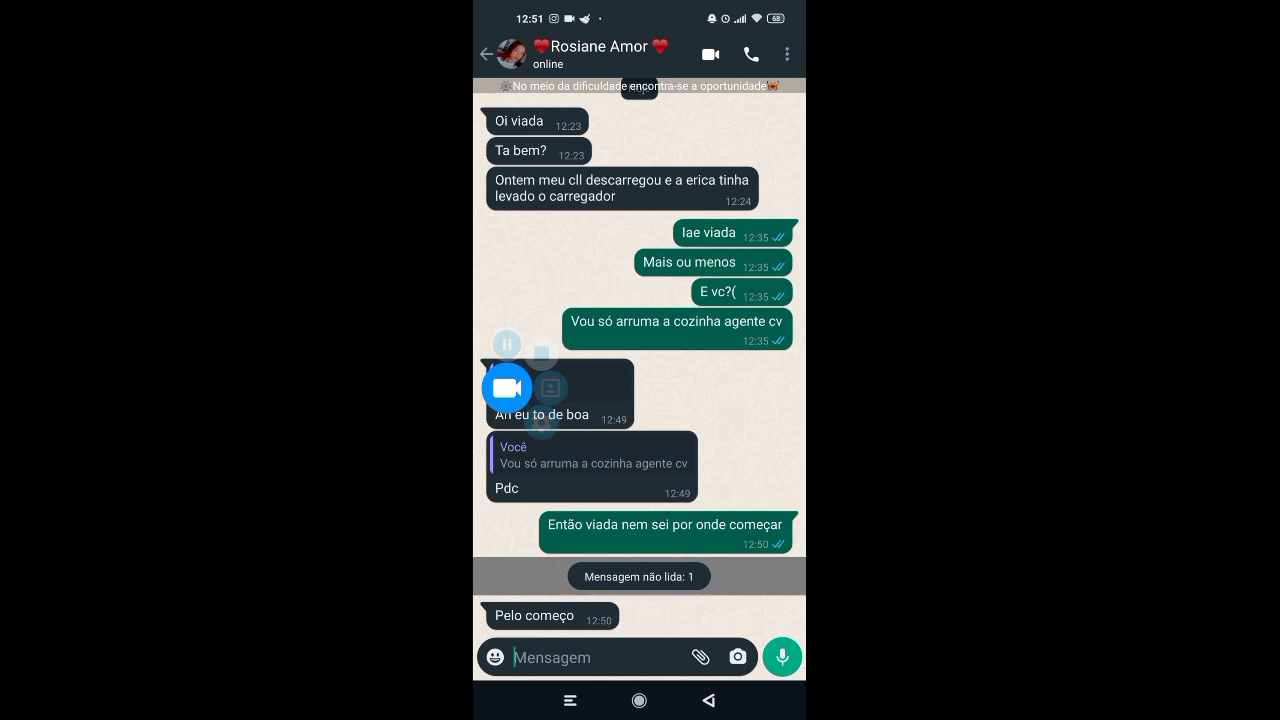 12:51
68
Rosiane Amor
online
No meio da dificuldade encontra-se a oportunidade
Oi viada 12:23
Ta bem? 12:23
Ontem meu cll descarregou e a erica tinha
levado o carregador 12:24
Iae viada 12:35
Mais ou menos 12:35
E vc?( 12:35
Vou só arruma a cozinha agente cv
12:35
eu to de boa 12:49
Você
Vou só arruma a cozinha agente cv
Pdc 12:49
Então viada nem sei por onde começar
12:50
Mensagem não lida: 1
Pelo começo 12:50
Mensagem